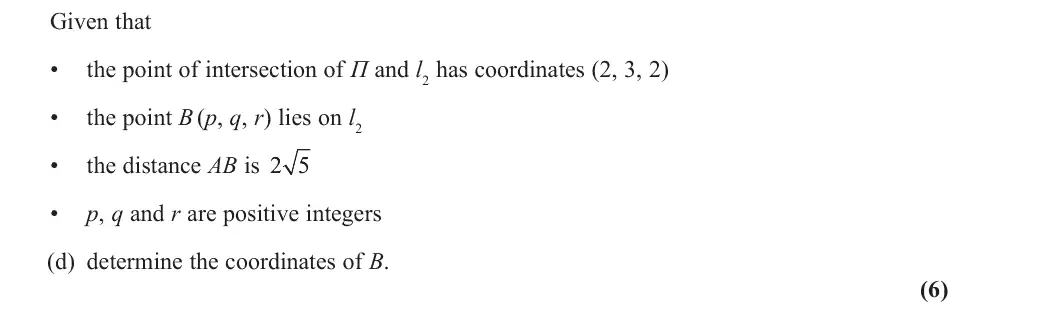 Given that
• the point of intersection of Π and l₂ has coordinates (2, 3, 2)
• the point B (p, q, r) lies on l₂
• the distance AB is 2√5
• p, q and r are positive integers
(d) determine the coordinates of B.
(6)